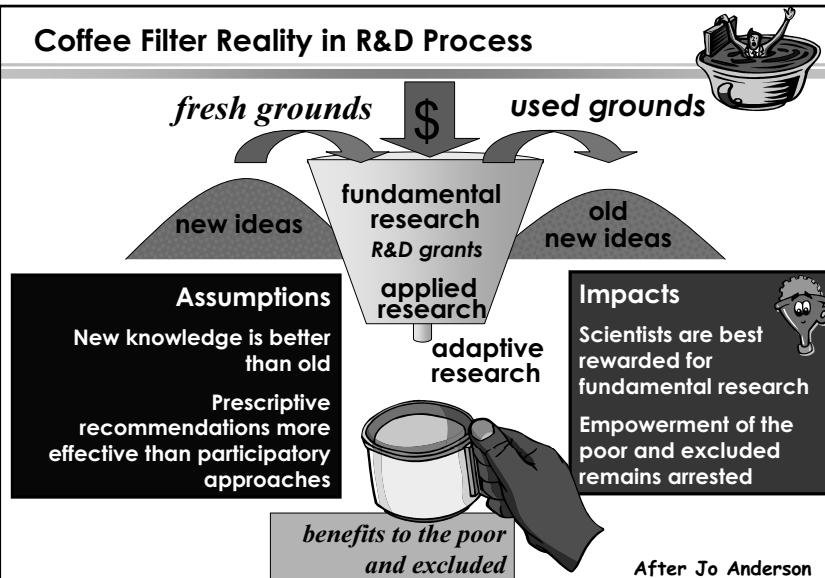 Coffee Filter Reality in R&D Process
fresh grounds
$
used grounds
new ideas
fundamental
research
R&D grants
applied
research
old
new ideas
adaptive
research
Assumptions
New knowledge is better
than old
Prescriptive
recommendations more
effective than participatory
approaches
Impacts
Scientists are best
rewarded for
fundamental research
Empowerment of the
poor and excluded
remains arrested
benefits to the poor
and excluded
After Jo Anderson